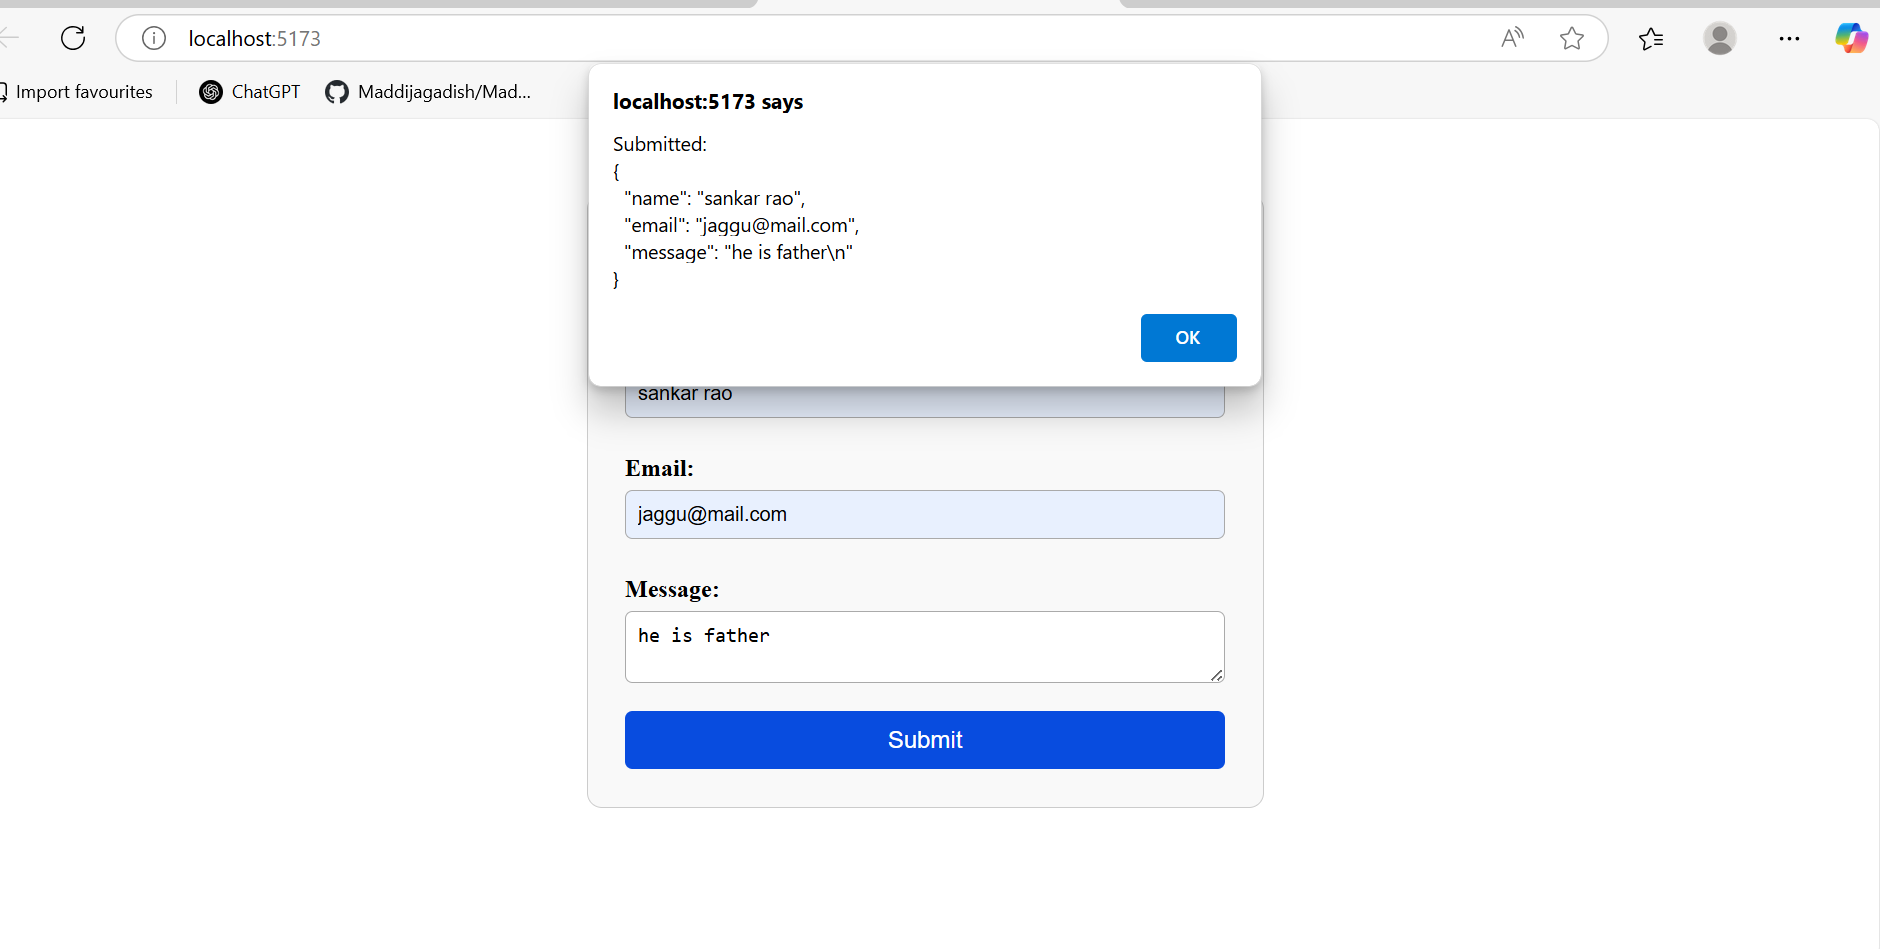 localhost:5173
Import favourites
ChatGPT
Maddijagadish/Mad...
localhost:5173 says
Submitted:
{
"name": "sankar rao",
"email": "jaggu@mail.com",
"message": "he is father\n"
}
OK
sankar rao
Email:
jaggu@mail.com
Message:
he is father
Submit